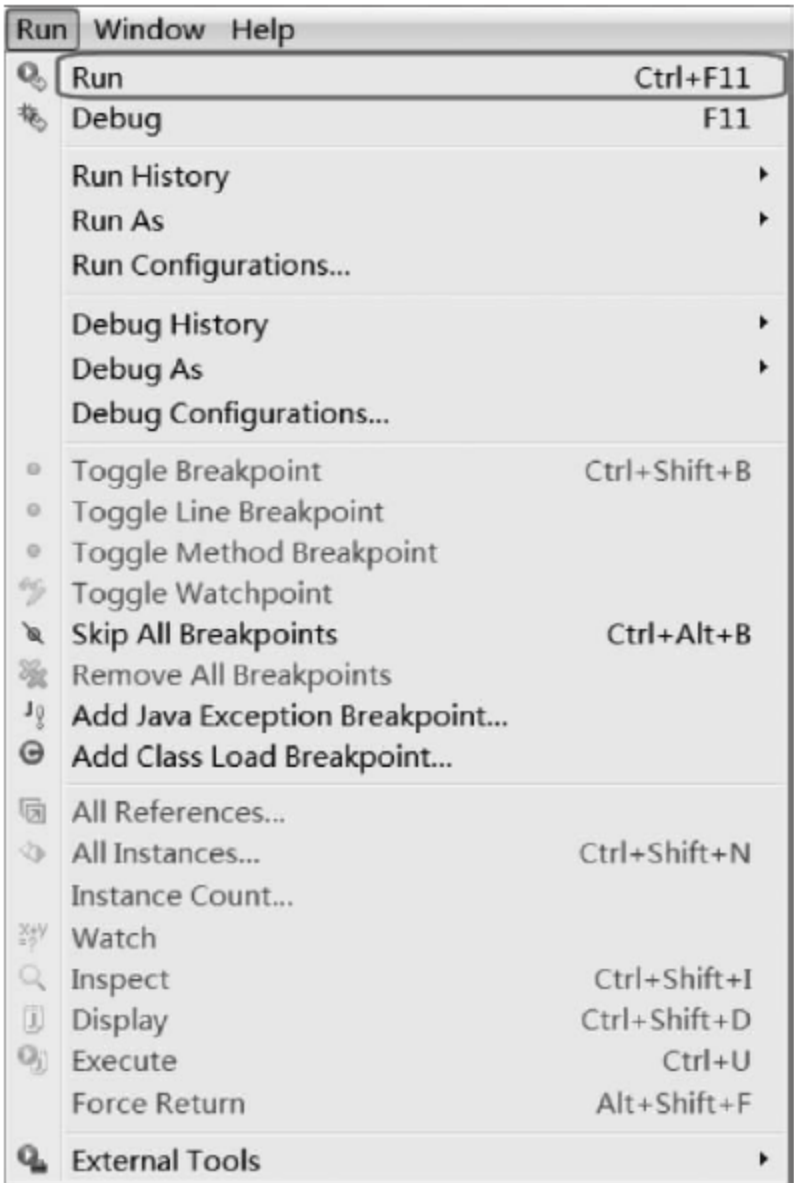 Run Window Help
Run Ctrl+F11
Debug F11
Run History
Run As
Run Configurations...
Debug History
Debug As
Debug Configurations...
Toggle Breakpoint Ctrl+Shift+B
Toggle Line Breakpoint
Toggle Method Breakpoint
Toggle Watchpoint
Skip All Breakpoints Ctrl+Alt+B
Remove All Breakpoints
Add Java Exception Breakpoint...
Add Class Load Breakpoint...
All References...
All Instances... Ctrl+Shift+N
Instance Count...
Watch
Inspect Ctrl+Shift+I
Display Ctrl+Shift+D
Execute Ctrl+U
Force Return Alt+Shift+F
External Tools